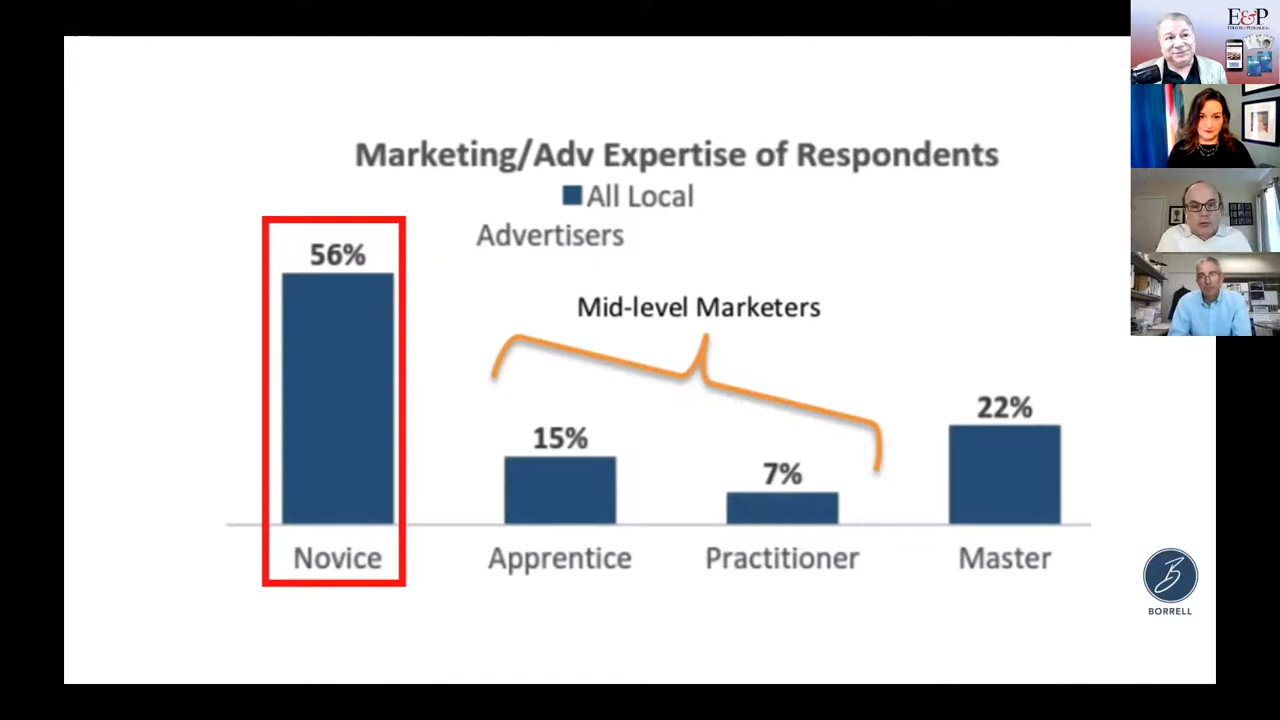 Marketing/Adv Expertise of Respondents
All Local
Advertisers
56%
Mid-level Marketers
15%
7%
22%
Novice
Apprentice
Practitioner
Master
BORRELL
E&P